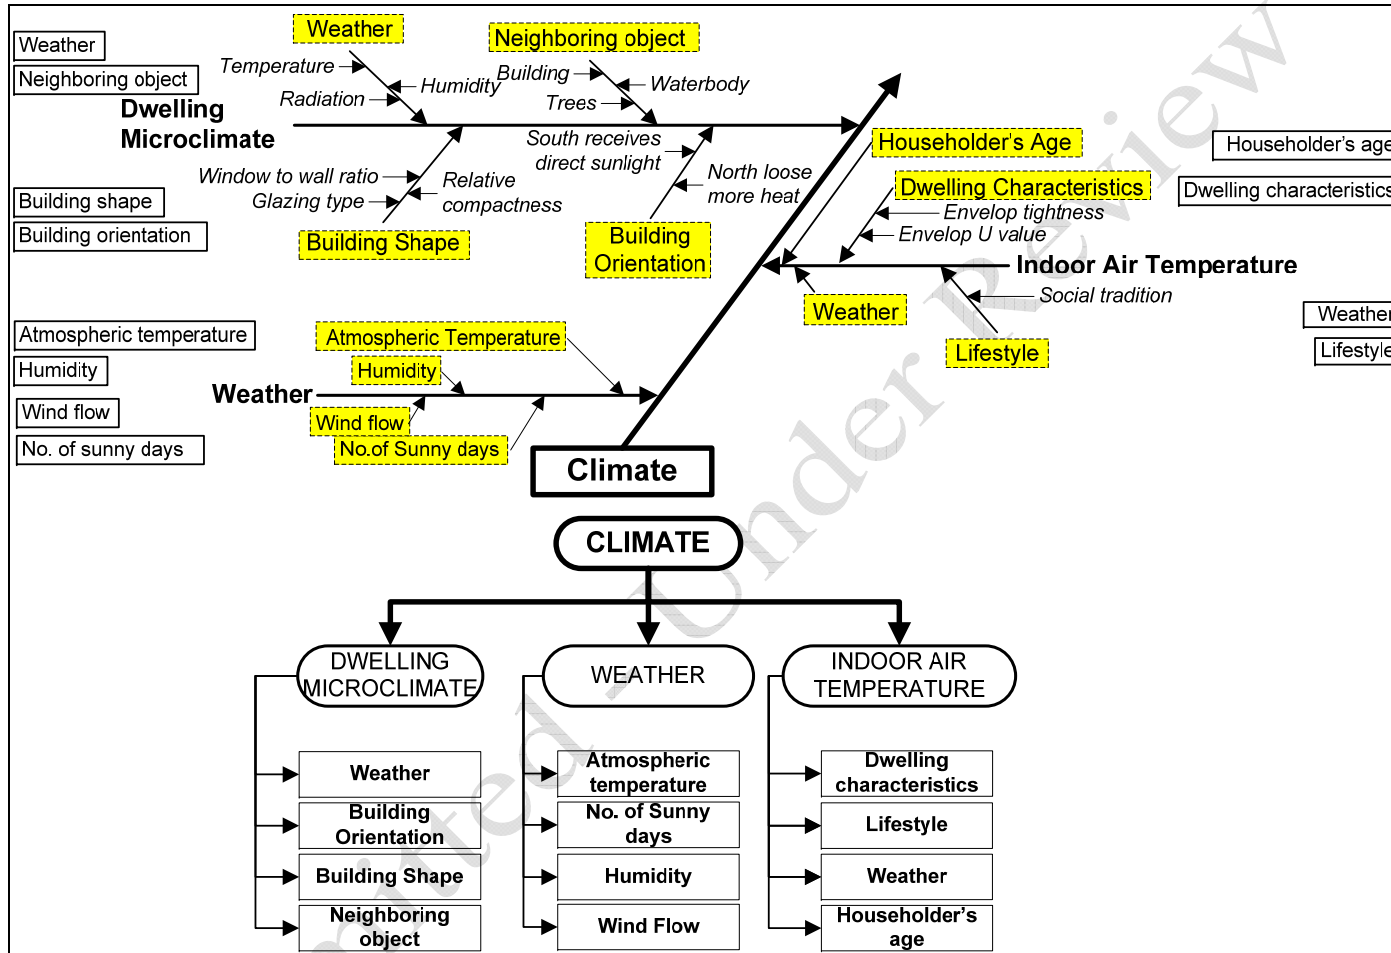 Weather
Neighboring object
Weather
Neighboring object
Temperature
Humidity
Radiation
Building
Waterbody
Trees
Dwelling
Microclimate
South receives
direct sunlight
North loose
more heat
Window to wall ratio
Glazing type
Relative
compactness
Building shape
Building orientation
Building Shape
Building
Orientation
Householder's Age
Householder's age
Dwelling Characteristics
Dwelling characteristics
Envelop tightness
Envelop U value
Indoor Air Temperature
Social tradition
Weather
Weather
Lifestyle
Lifestyle
Atmospheric temperature
Humidity
Wind flow
No. of sunny days
Atmospheric Temperature
Humidity
Weather
Wind flow
No.of Sunny days
Climate
CLIMATE
DWELLING
MICROCLIMATE
WEATHER
INDOOR AIR
TEMPERATURE
Weather
Building
Orientation
Building Shape
Neighboring
object
Atmospheric
temperature
No. of Sunny
days
Humidity
Wind Flow
Dwelling
characteristics
Lifestyle
Weather
Householder's
age
mitted - Under Review